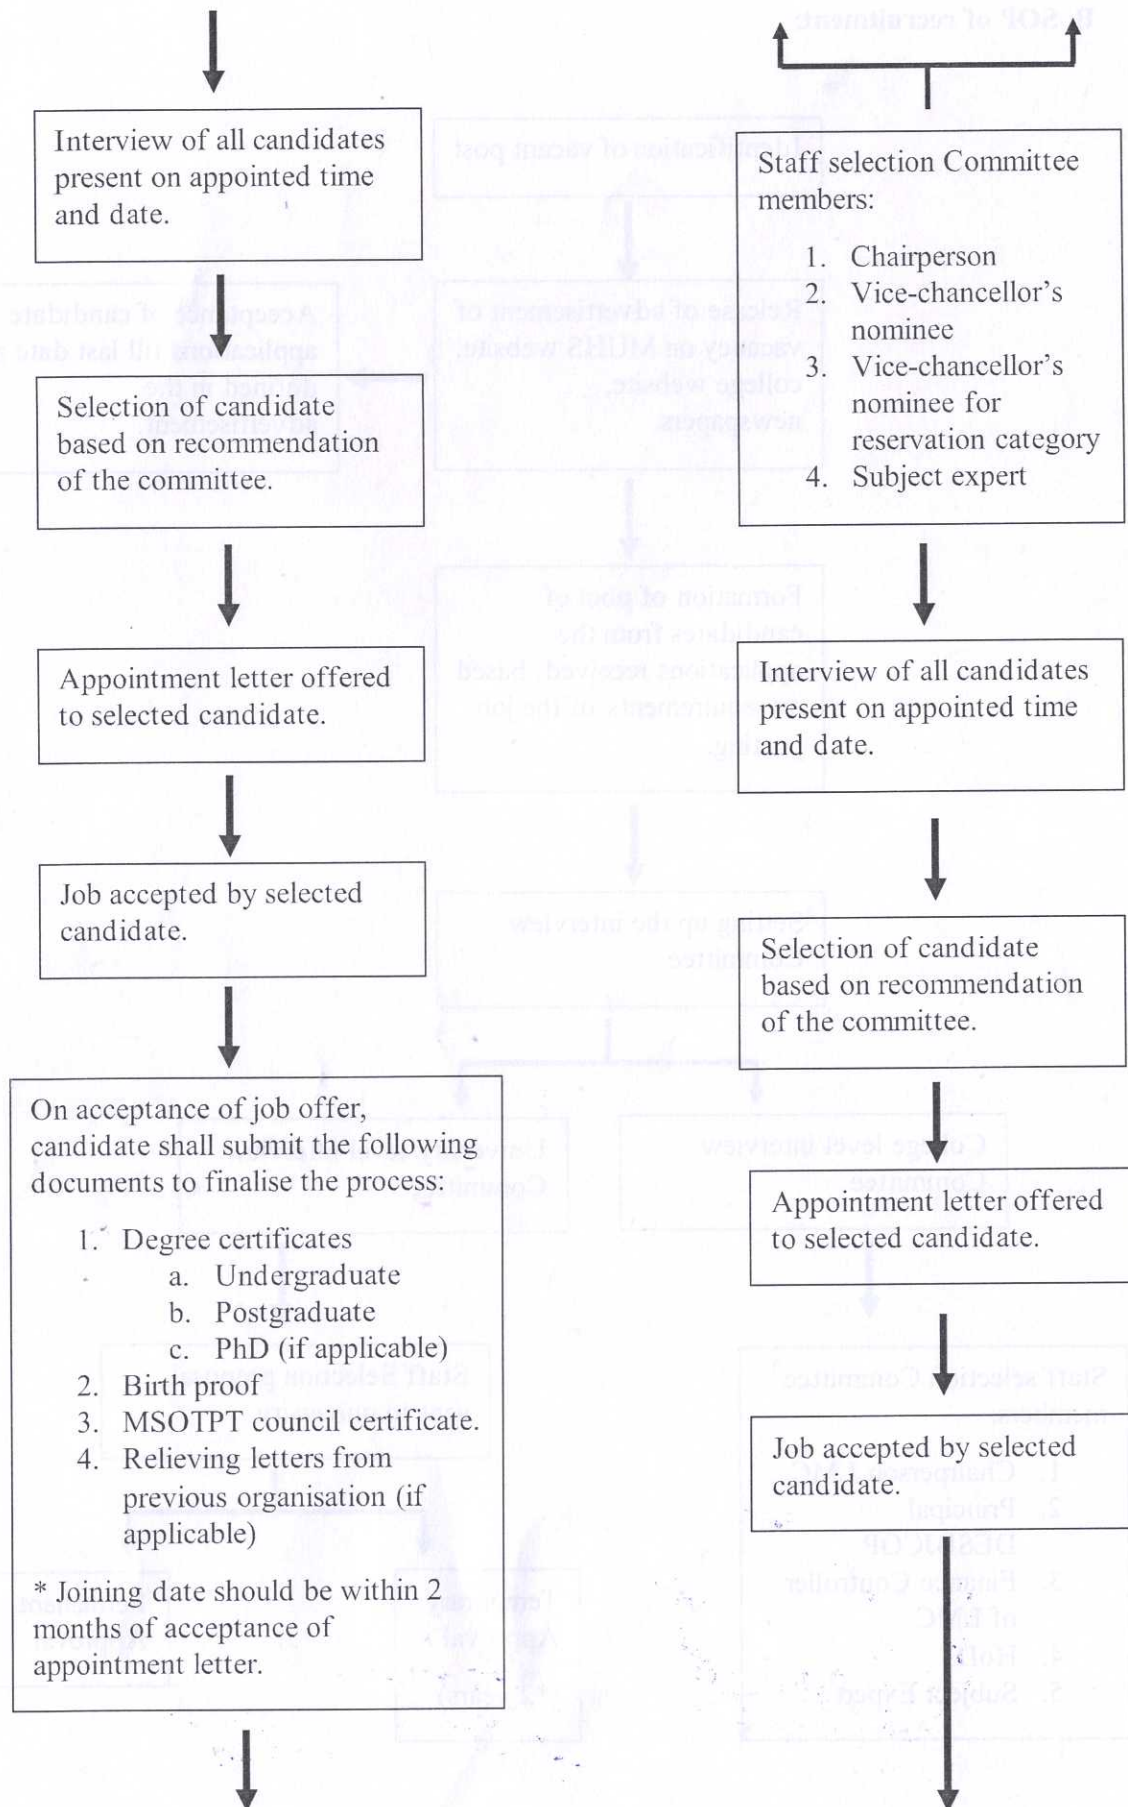 Interview of all candidates
present on appointed time
and date.
Selection of candidate
based on recommendation
of the committee.
Appointment letter offered
to selected candidate.
Job accepted by selected
candidate.
On acceptance of job offer,
candidate shall submit the following
documents to finalise the process:
1. Degree certificates
a. Undergraduate
b. Postgraduate
c. PhD (if applicable)
2. Birth proof
3. MSOTPT council certificate.
4. Relieving letters from
previous organisation (if
applicable)
* Joining date should be within 2
months of acceptance of
appointment letter.
Staff selection Committee
members:
1. Chairperson
2. Vice-chancellor's
nominee
3. Vice-chancellor's
nominee for
reservation category
4. Subject expert
Interview of all candidates
present on appointed time
and date.
Selection of candidate
based on recommendation
of the committee.
Appointment letter offered
to selected candidate.
Job accepted by selected
candidate.